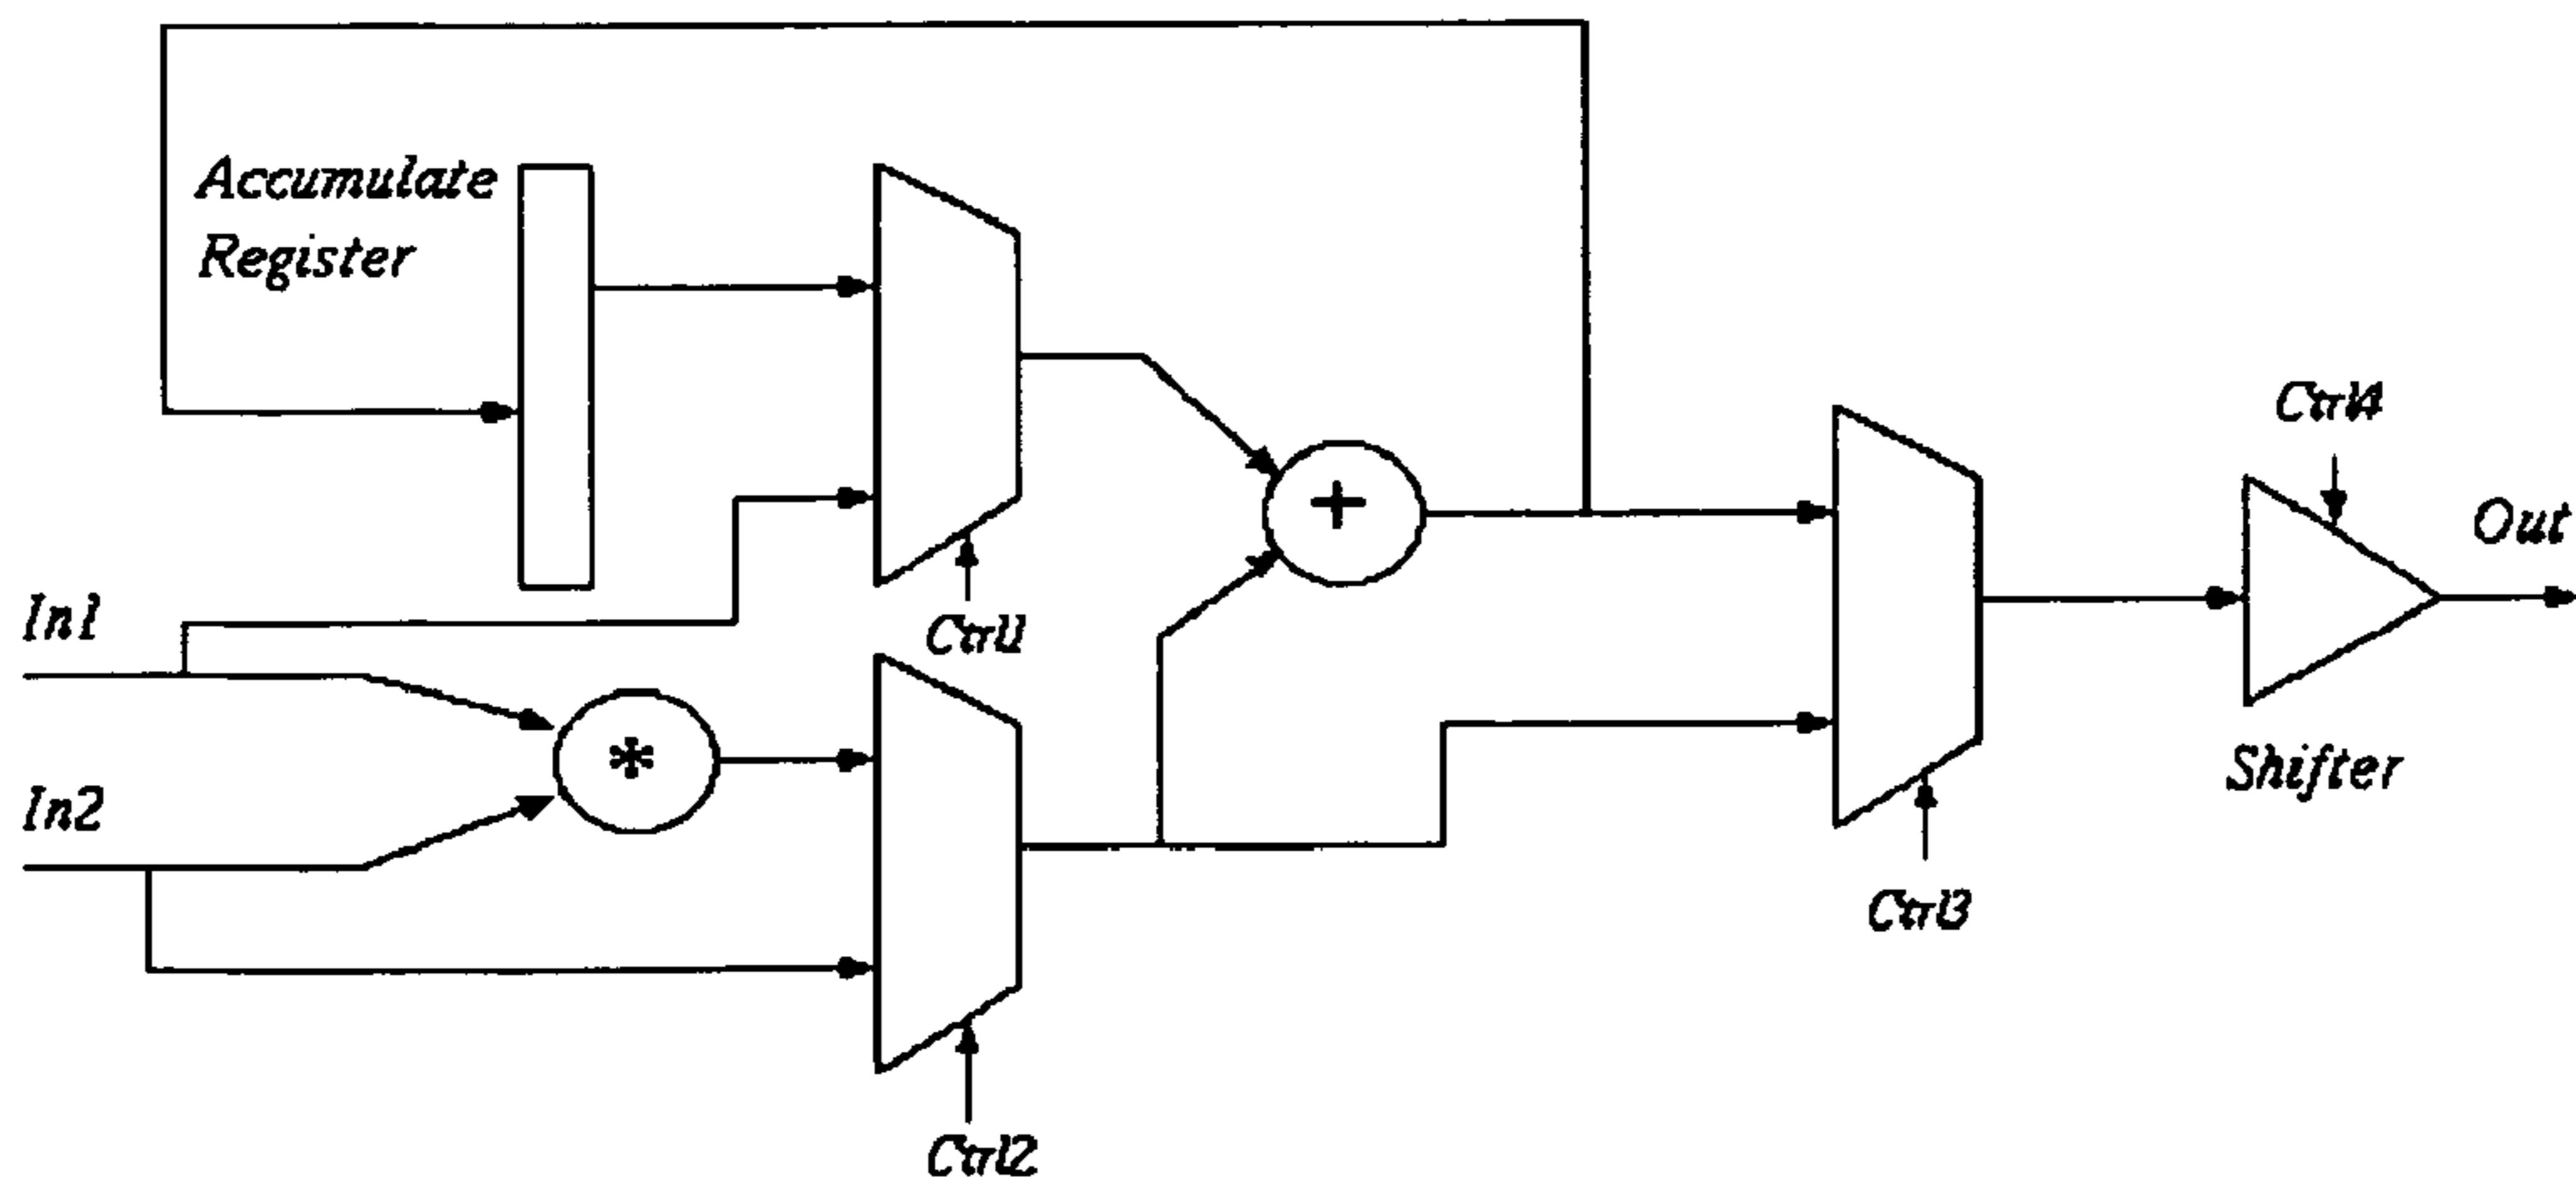 Accumulate
Register
In1
In2
*
Ctrl1
Ctrl2
+
Ctrl3
Ctrl4
Out
Shifter